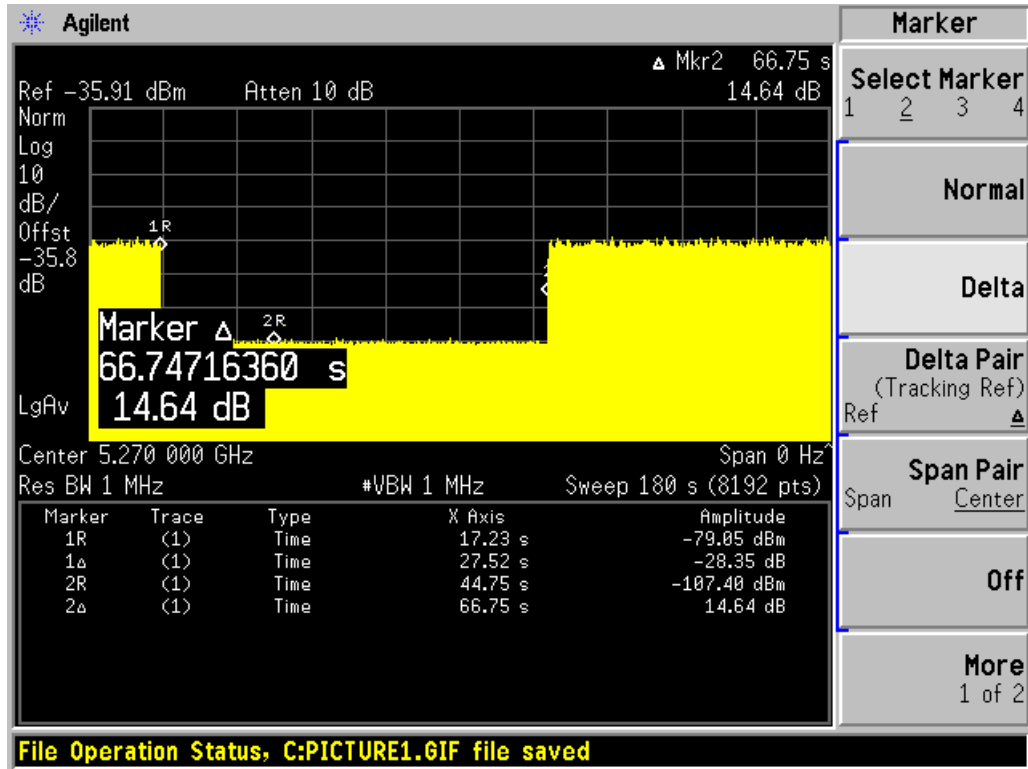 Agilent
Marker
Δ Mkr2 66.75 s
Ref -35.91 dBm Atten 10 dB 14.64 dB
Norm
Log
10
dB/
Offst
-35.8
dB
LgAv
1R
2R
Marker Δ
66.74716360 s
14.64 dB
Center 5.270 000 GHz Span 0 Hz^
Res BW 1 MHz #VBW 1 MHz Sweep 180 s (8192 pts)
Marker Trace Type X Axis Amplitude
1R (1) Time 17.23 s -79.05 dBm
1Δ (1) Time 27.52 s -28.35 dB
2R (1) Time 44.75 s -107.40 dBm
2Δ (1) Time 66.75 s 14.64 dB
Select Marker
1 2 3 4
Normal
Delta
Delta Pair
(Tracking Ref)
Ref Δ
Span Pair
Span Center
Off
More
1 of 2
File Operation Status, C:PICTURE1.GIF file saved